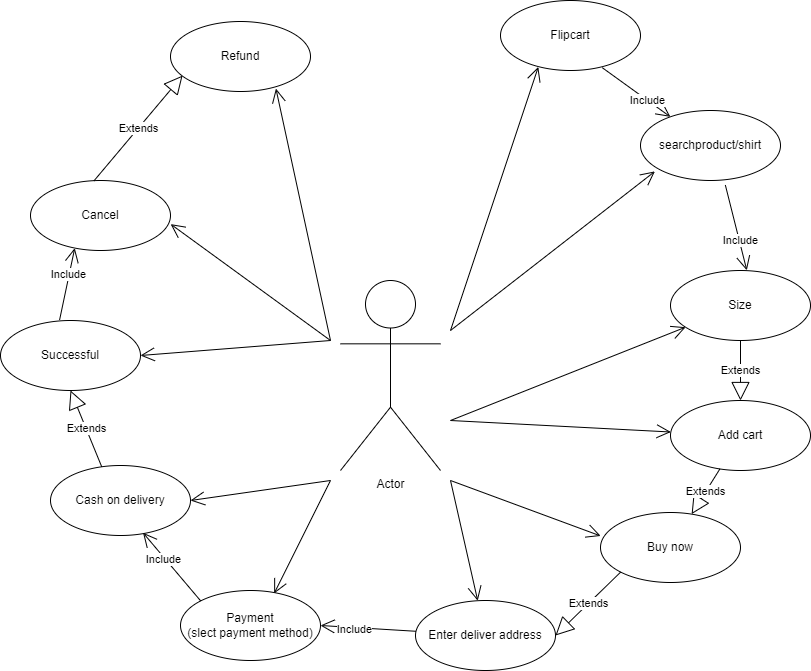 Refund
Flipcart
Include
Extends
searchproduct/shirt
Cancel
Include
Include
Size
Successful
Extends
Extends
Add cart
Actor
Extends
Cash on delivery
Buy now
Include
Extends
Payment
(slect payment method)
Include
Enter deliver address